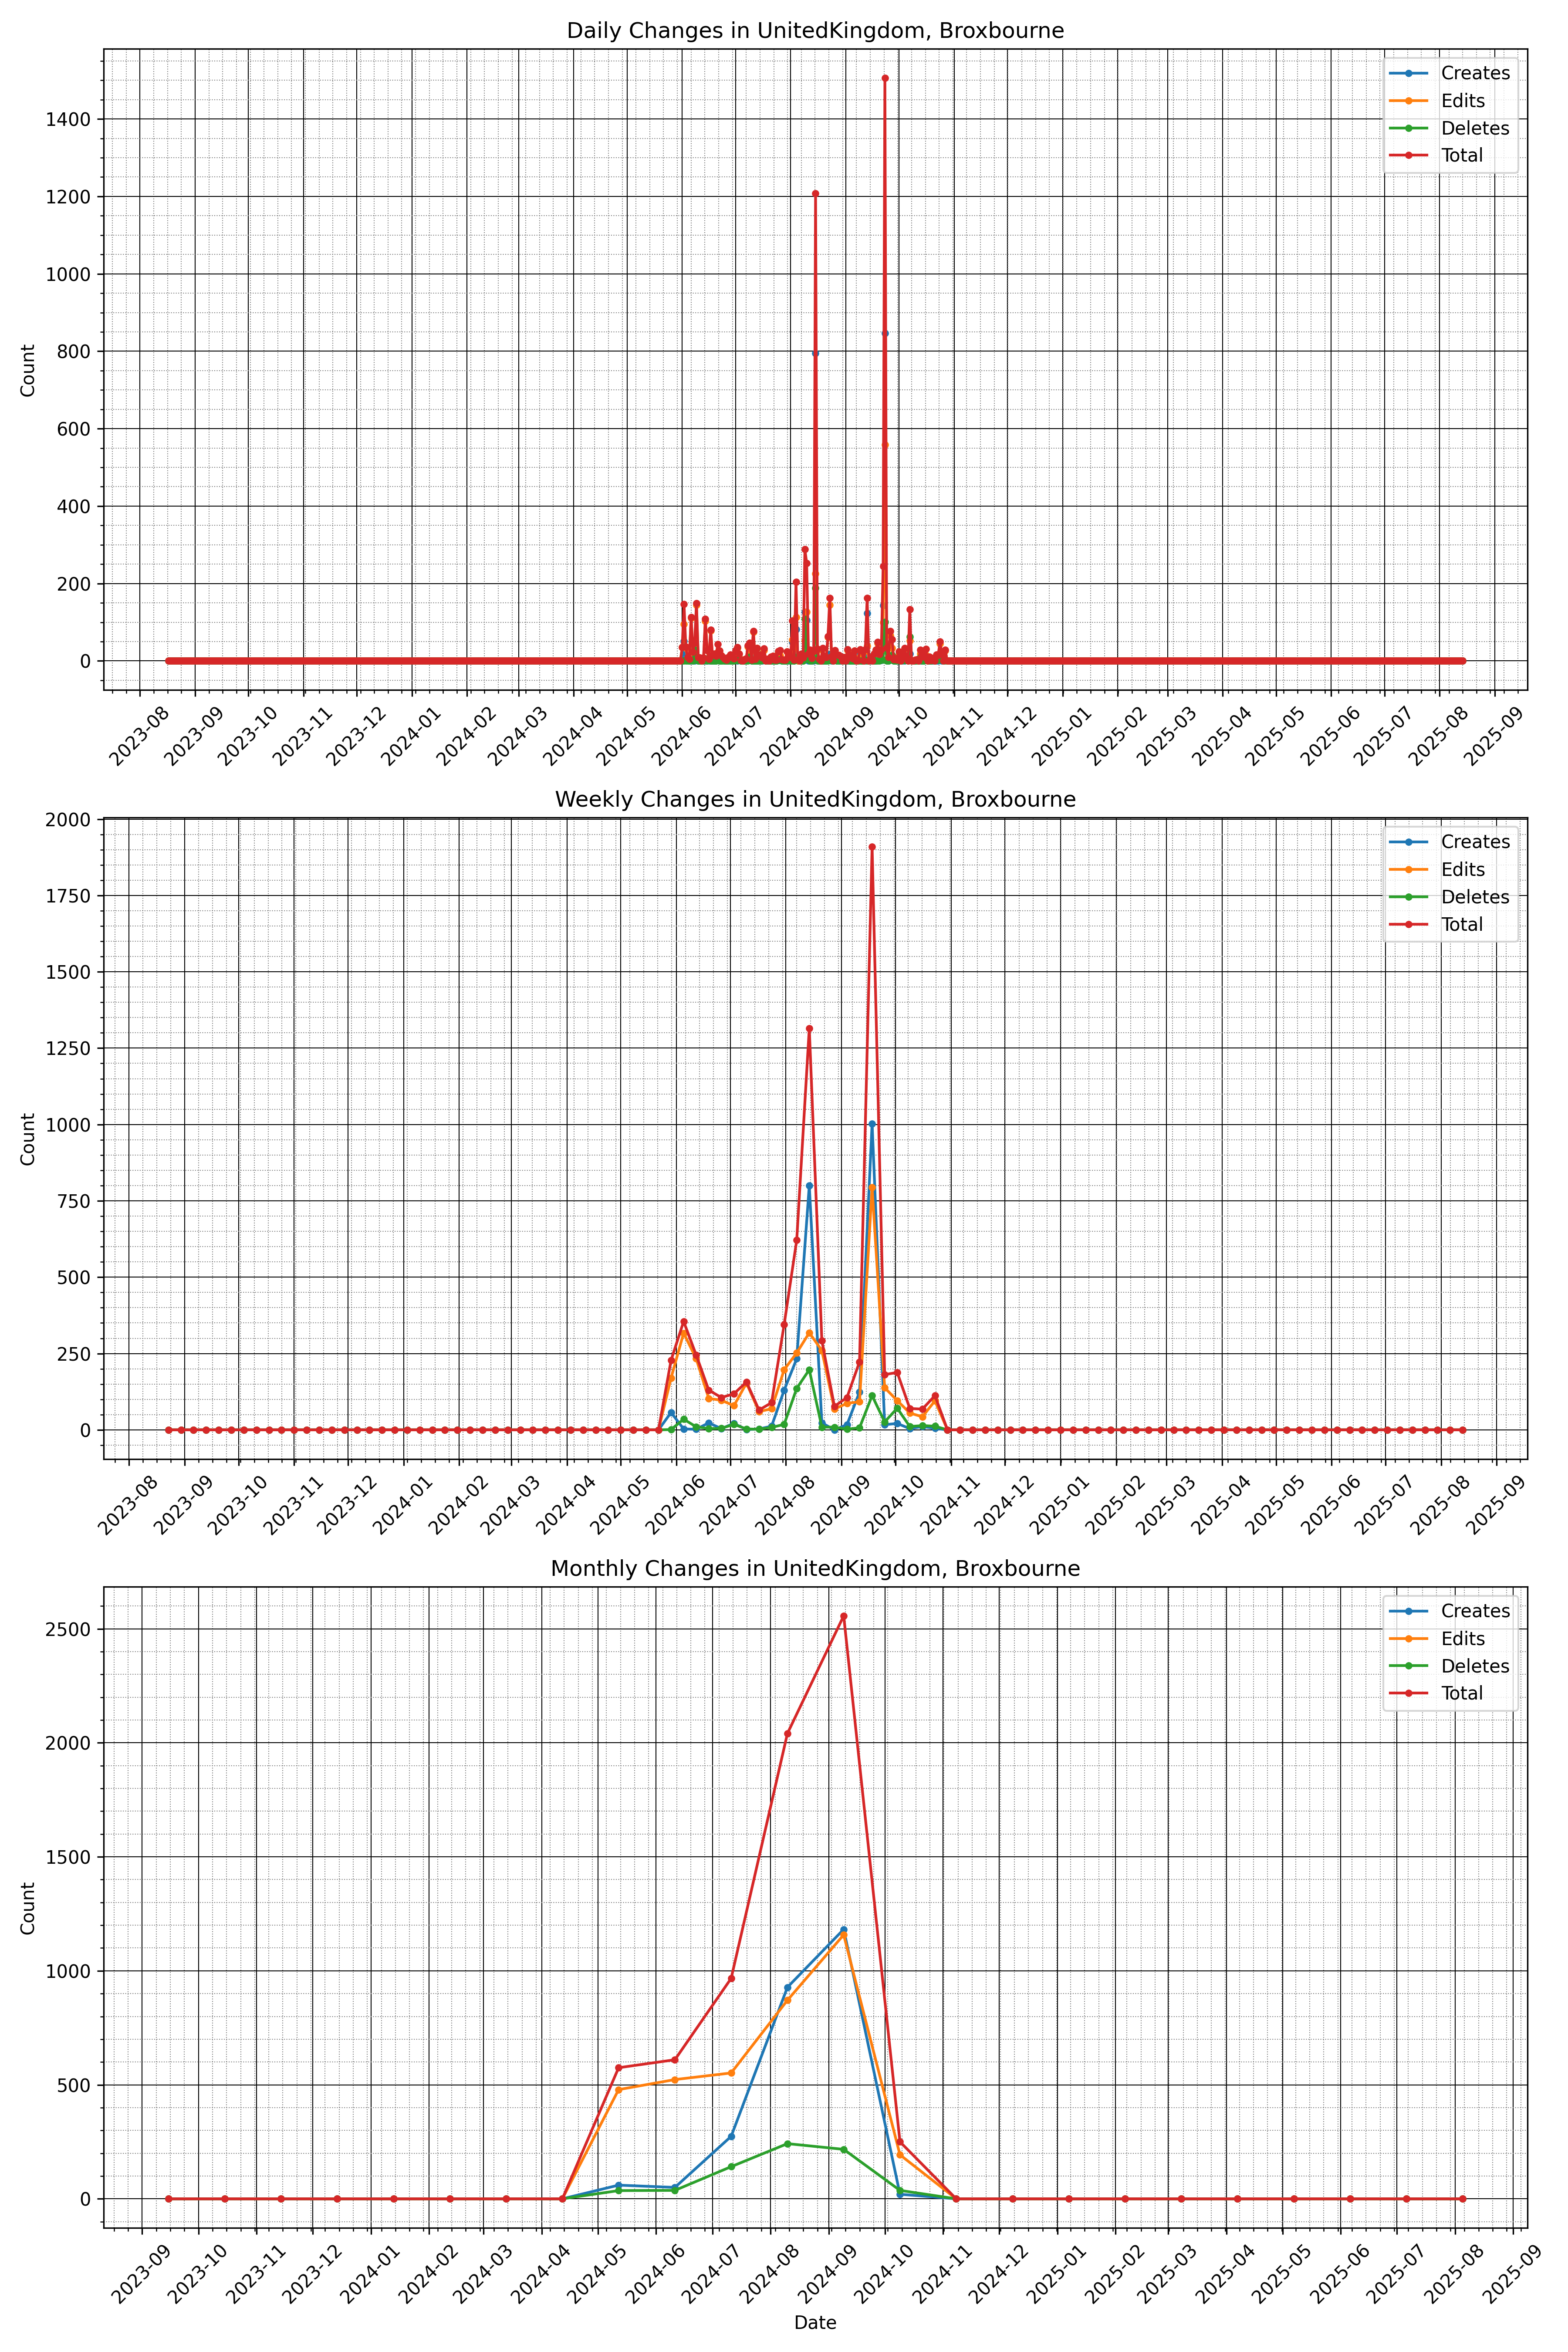 Daily Changes in UnitedKingdom, Broxbourne
Creates
Edits
Deletes
Total
Count
1400
1200
1000
800
600
400
200
0
2023-08 2023-09 2023-10 2023-11 2023-12 2024-01 2024-02 2024-03 2024-04 2024-05 2024-06 2024-07 2024-08 2024-09 2024-10 2024-11 2024-12 2025-01 2025-02 2025-03 2025-04 2025-05 2025-06 2025-07 2025-08 2025-09
Weekly Changes in UnitedKingdom, Broxbourne
Creates
Edits
Deletes
Total
Count
2000
1750
1500
1250
1000
750
500
250
0
2023-08 2023-09 2023-10 2023-11 2023-12 2024-01 2024-02 2024-03 2024-04 2024-05 2024-06 2024-07 2024-08 2024-09 2024-10 2024-11 2024-12 2025-01 2025-02 2025-03 2025-04 2025-05 2025-06 2025-07 2025-08 2025-09
Monthly Changes in UnitedKingdom, Broxbourne
Creates
Edits
Deletes
Total
Count
2500
2000
1500
1000
500
0
2023-09 2023-10 2023-11 2023-12 2024-01 2024-02 2024-03 2024-04 2024-05 2024-06 2024-07 2024-08 2024-09 2024-10 2024-11 2024-12 2025-01 2025-02 2025-03 2025-04 2025-05 2025-06 2025-07 2025-08 2025-09
Date